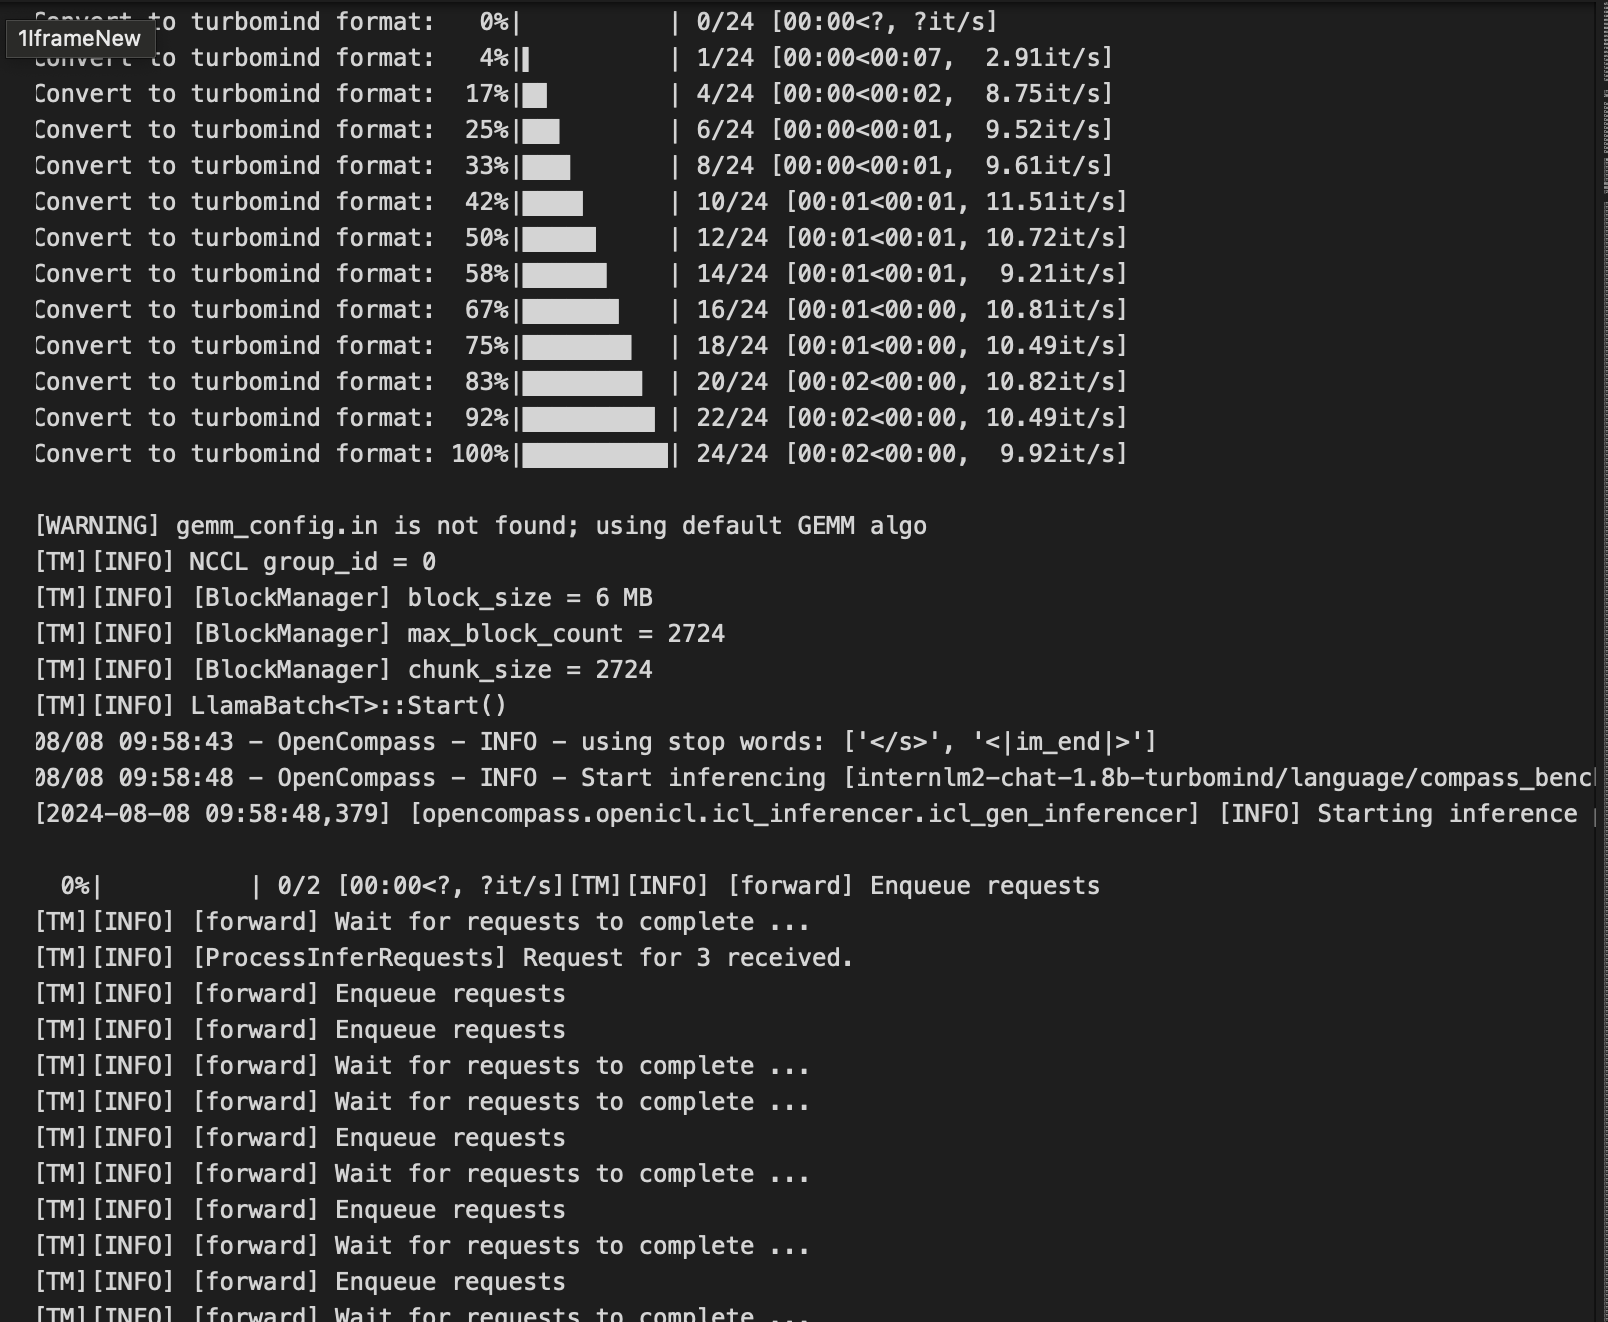 to turbomind format:   0%|          | 0/24 [00:00<?, ?it/s]
1IframeNew
to turbomind format:   4%|▍         | 1/24 [00:00<00:07,  2.91it/s]
Convert to turbomind format:  17%|█▋        | 4/24 [00:00<00:02,  8.75it/s]
Convert to turbomind format:  25%|██▌       | 6/24 [00:00<00:01,  9.52it/s]
Convert to turbomind format:  33%|███▎      | 8/24 [00:00<00:01,  9.61it/s]
Convert to turbomind format:  42%|████▏     | 10/24 [00:01<00:01, 11.51it/s]
Convert to turbomind format:  50%|█████     | 12/24 [00:01<00:01, 10.72it/s]
Convert to turbomind format:  58%|█████▊    | 14/24 [00:01<00:01,  9.21it/s]
Convert to turbomind format:  67%|██████▋   | 16/24 [00:01<00:00, 10.81it/s]
Convert to turbomind format:  75%|███████▌  | 18/24 [00:01<00:00, 10.49it/s]
Convert to turbomind format:  83%|████████▎ | 20/24 [00:02<00:00, 10.82it/s]
Convert to turbomind format:  92%|█████████▏| 22/24 [00:02<00:00, 10.49it/s]
Convert to turbomind format: 100%|██████████| 24/24 [00:02<00:00,  9.92it/s]
[WARNING] gemm_config.in is not found; using default GEMM algo
[TM][INFO] NCCL group_id = 0
[TM][INFO] [BlockManager] block_size = 6 MB
[TM][INFO] [BlockManager] max_block_count = 2724
[TM][INFO] [BlockManager] chunk_size = 2724
[TM][INFO] LlamaBatch<T>::Start()
08/08 09:58:43 - OpenCompass - INFO - using stop words: ['</s>', '<|im_end|>']
08/08 09:58:48 - OpenCompass - INFO - Start inferencing [internlm2-chat-1.8b-turbomind/language/compass_benc
[2024-08-08 09:58:48,379] [opencompass.openicl.icl_inferencer.icl_gen_inferencer] [INFO] Starting inference
0%|          | 0/2 [00:00<?, ?it/s][TM][INFO] [forward] Enqueue requests
[TM][INFO] [forward] Wait for requests to complete ...
[TM][INFO] [ProcessInferRequests] Request for 3 received.
[TM][INFO] [forward] Enqueue requests
[TM][INFO] [forward] Enqueue requests
[TM][INFO] [forward] Wait for requests to complete ...
[TM][INFO] [forward] Wait for requests to complete ...
[TM][INFO] [forward] Enqueue requests
[TM][INFO] [forward] Wait for requests to complete ...
[TM][INFO] [forward] Enqueue requests
[TM][INFO] [forward] Wait for requests to complete ...
[TM][INFO] [forward] Enqueue requests
[TM][INFO] [forward] Wait for requests to complete ...